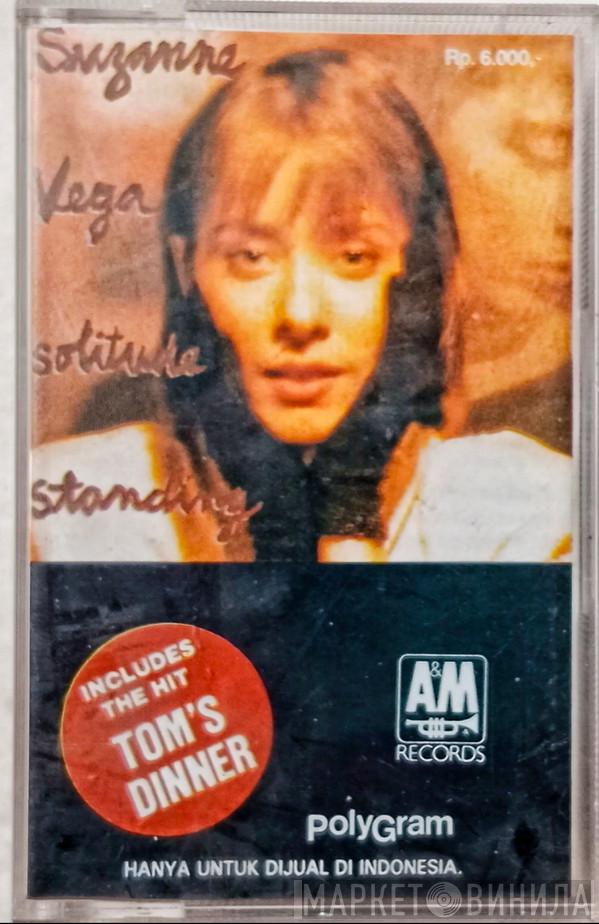 Suzanne
Rp. 6.000,-
Vega
solitude
standing
INCLUDES
THE HIT
TOM'S
DINNER
A&M
RECORDS
PolyGram
HANYA UNTUK DIJUAL DI INDONESIA.
МАРКЕТ ВИНИЛА